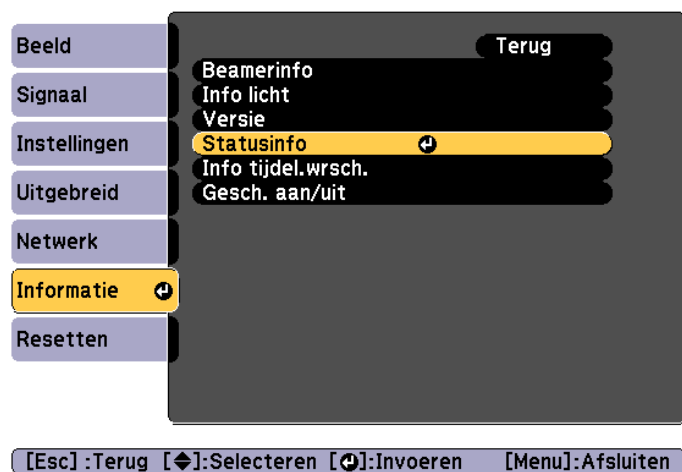 Beeld
Signaal
Instellingen
Uitgebreid
Netwerk
Informatie
Resetten
Terug
Beamerinfo
Info licht
Versie
Statusinfo
Info tijdel.wrsch.
Gesch. aan/uit
[Esc] :Terug [◆]:Selecteren [⏎]:Invoeren [Menu]:Afsluiten